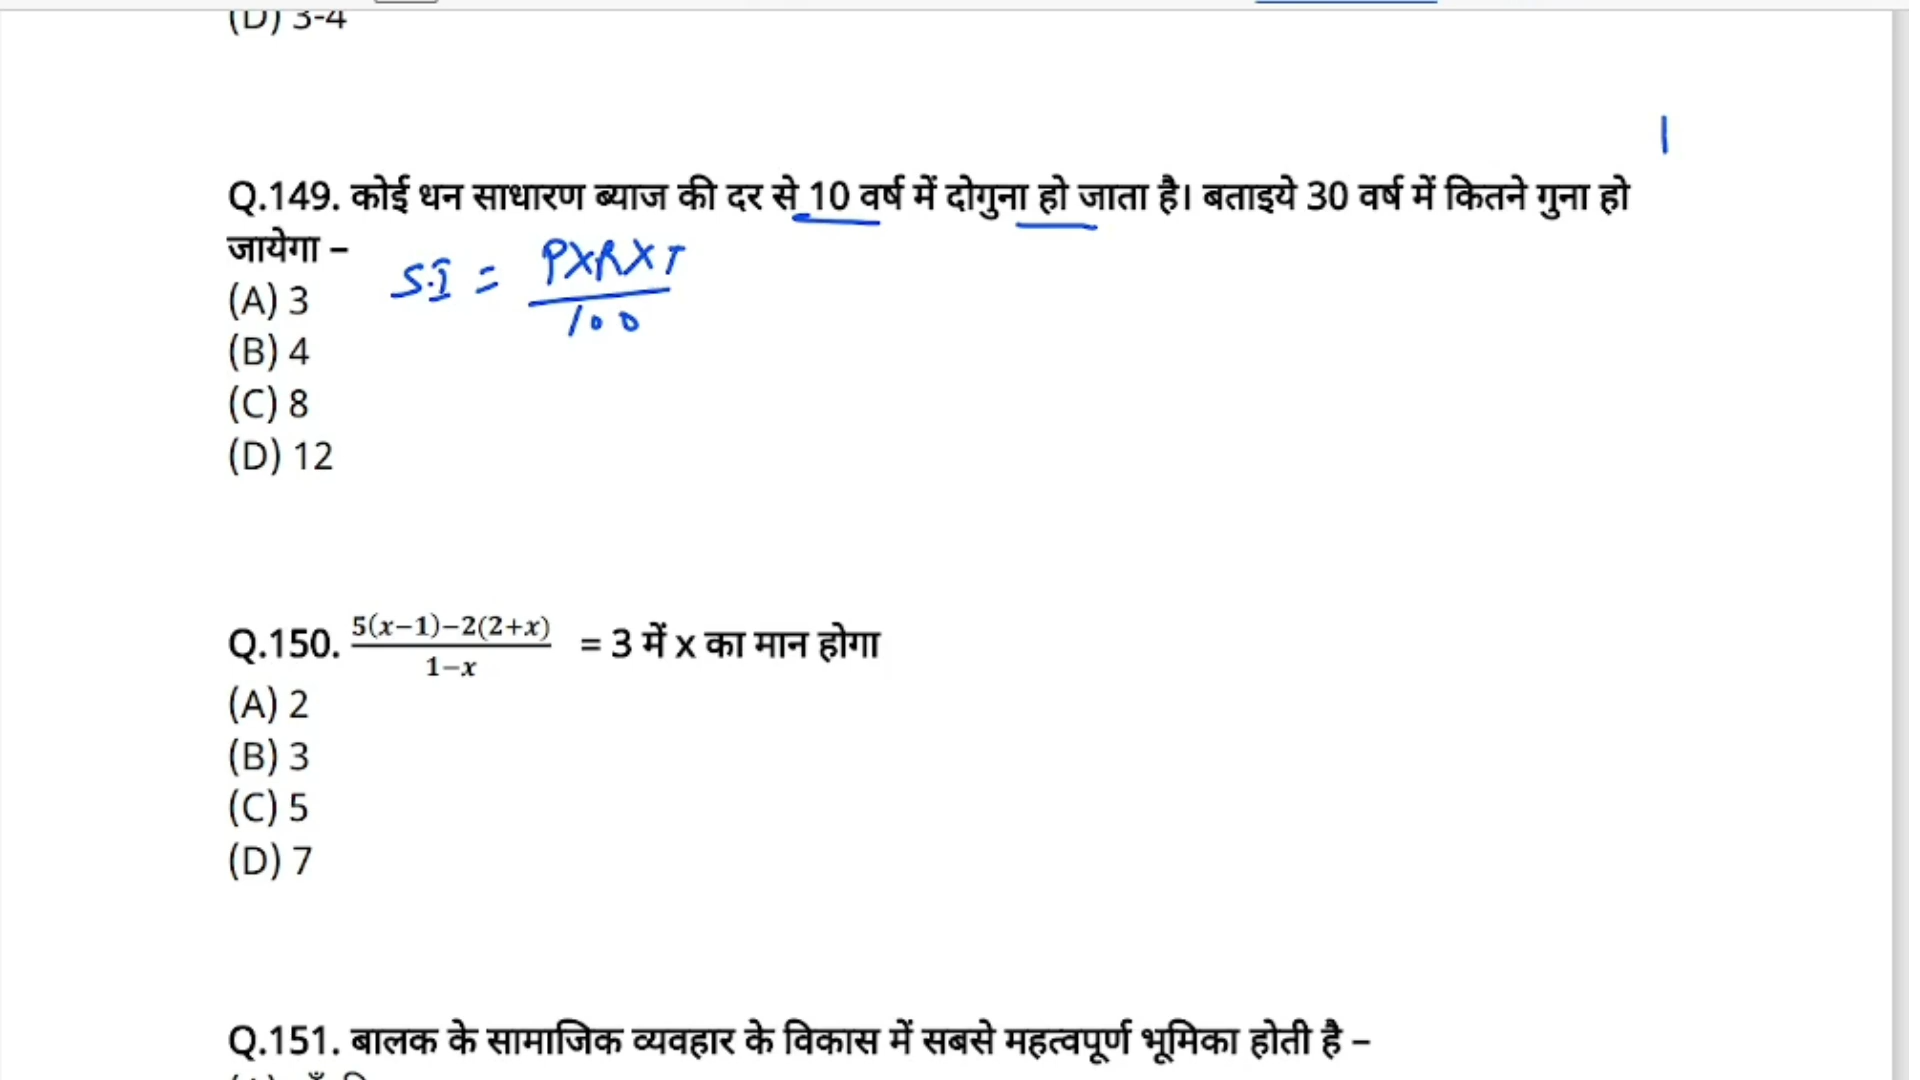 (D) 3-4
Q.149. कोई धन साधारण ब्याज की दर से 10 वर्ष में दोगुना हो जाता है। बताइये 30 वर्ष में कितने गुना हो
जायेगा –
S.I = P×R×T / 100
(A) 3
(B) 4
(C) 8
(D) 12
Q.150. 5(x−1)−2(2+x) / 1−x = 3 में x का मान होगा
(A) 2
(B) 3
(C) 5
(D) 7
Q.151. बालक के सामाजिक व्यवहार के विकास में सबसे महत्वपूर्ण भूमिका होती है –